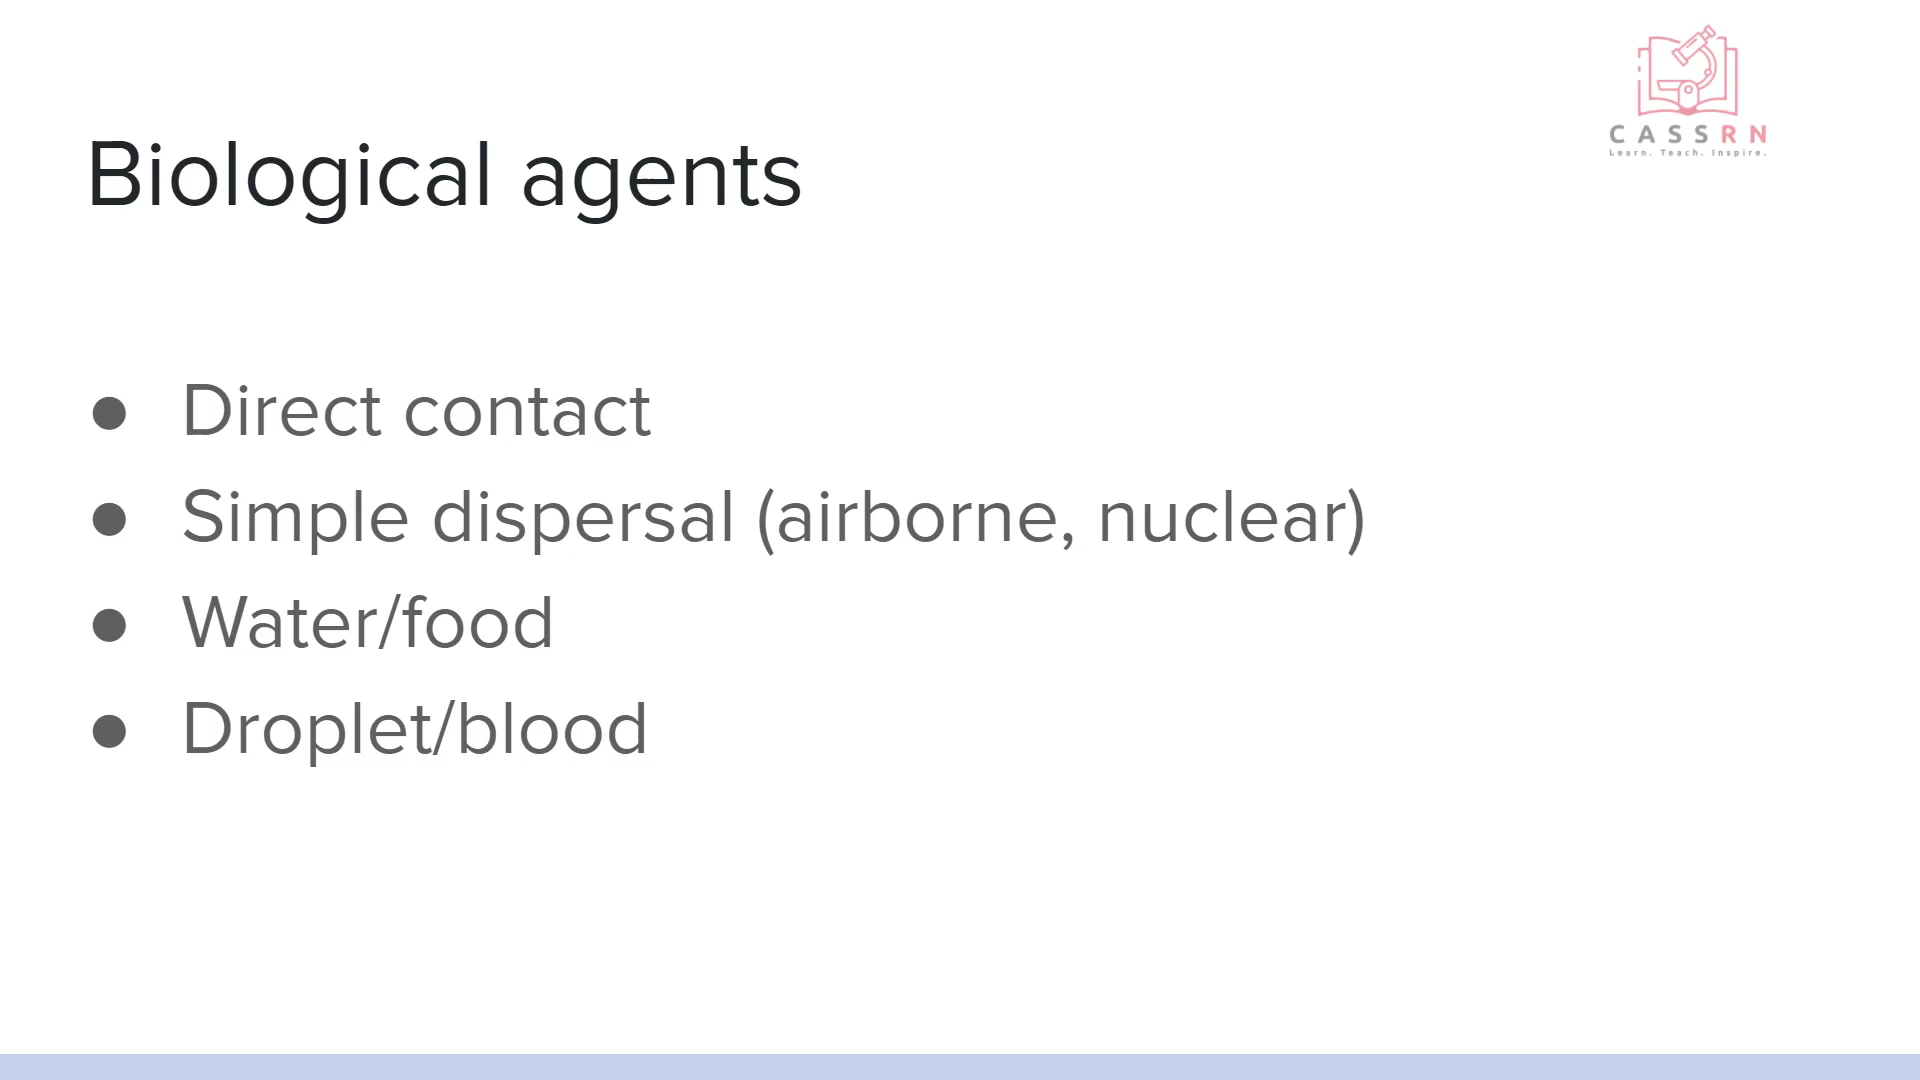 CASSRN
Learn. Teach. Inspire.
Biological agents
● Direct contact
● Simple dispersal (airborne, nuclear)
● Water/food
● Droplet/blood